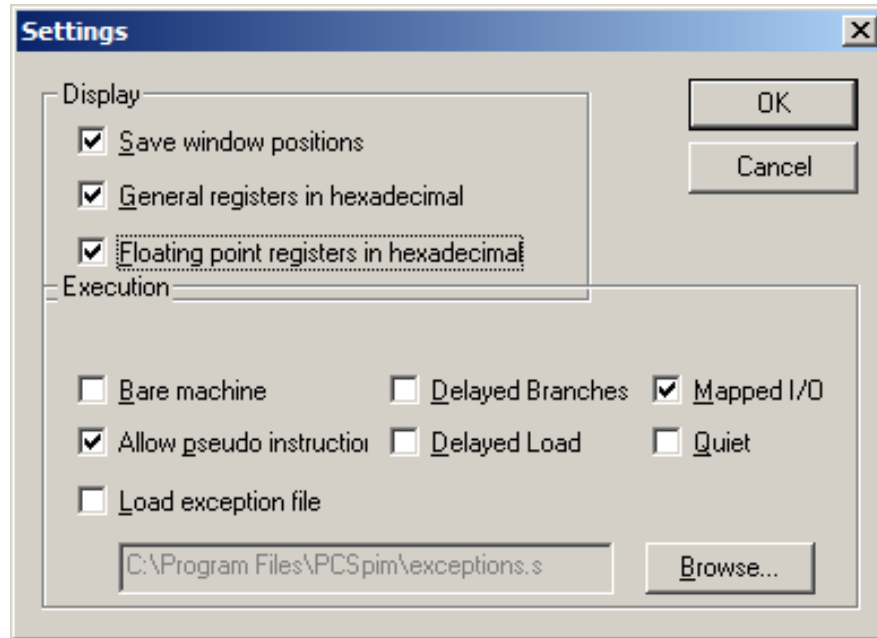 Settings
Display
OK
Save window positions
Cancel
General registers in hexadecimal
Floating point registers in hexadecimal
Execution
Bare machine
Delayed Branches
Mapped I/O
Allow pseudo instruction
Delayed Load
Quiet
Load exception file
C:\Program Files\PCSpim\exceptions.s
Browse...